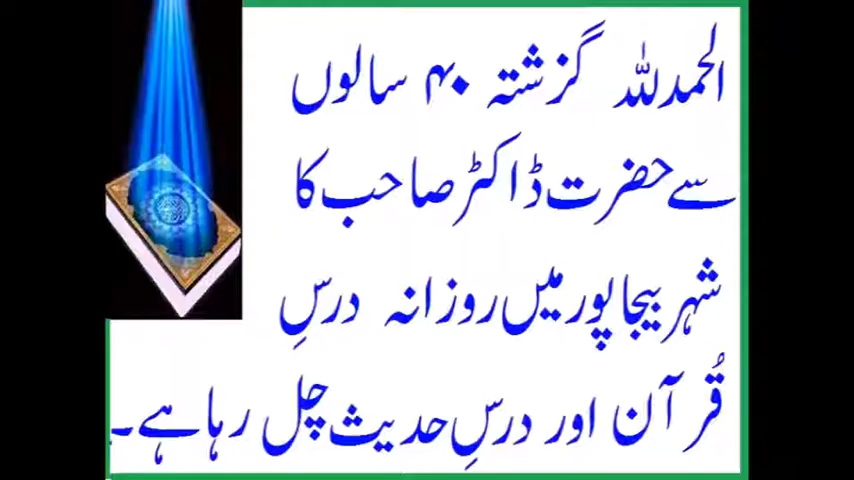 الحمدللہ گزشتہ ۴۰ سالوں
سے حضرت ڈاکٹر صاحب کا
شہر بیجاپور میں روزانہ درسِ
قُرآن اور درسِ حدیث چل رہا ہے۔